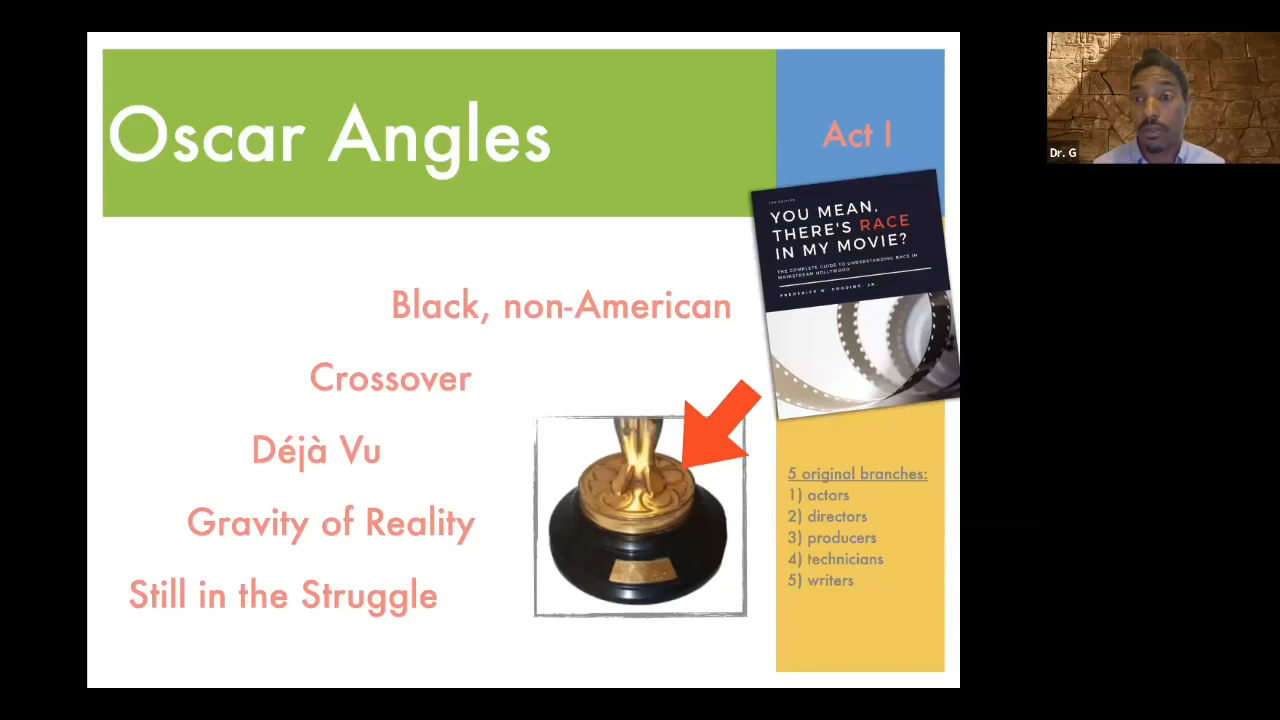 Oscar Angles
Act I
YOU MEAN,
THERE'S RACE
IN MY MOVIE?
THE COMPLETE GUIDE TO UNDERSTANDING RACE IN
MAINSTREAM HOLLYWOOD
FREDERICK W. GOODING, JR.
Black, non-American
Crossover
Déjà Vu
Gravity of Reality
Still in the Struggle
5 original branches:
1) actors
2) directors
3) producers
4) technicians
5) writers
Dr. G